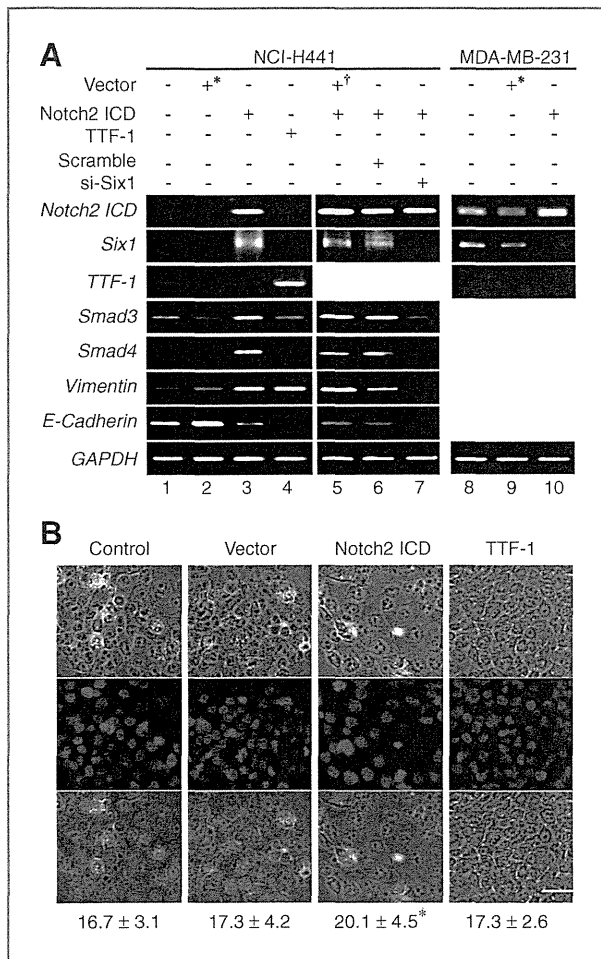 A
NCI-H441 MDA-MB-231
Vector - +* - - +† - - - +* -
Notch2 ICD - - + - + + + - - +
TTF-1 - - - + - - - - - -
Scramble - - - - - + - - - -
si-Six1 - - - - - - + - - -
Notch2 ICD
Six1
TTF-1
Smad3
Smad4
Vimentin
E-Cadherin
GAPDH
1 2 3 4 5 6 7 8 9 10
B
Control Vector Notch2 ICD TTF-1
16.7 ± 3.1 17.3 ± 4.2 20.1 ± 4.5* 17.3 ± 2.6